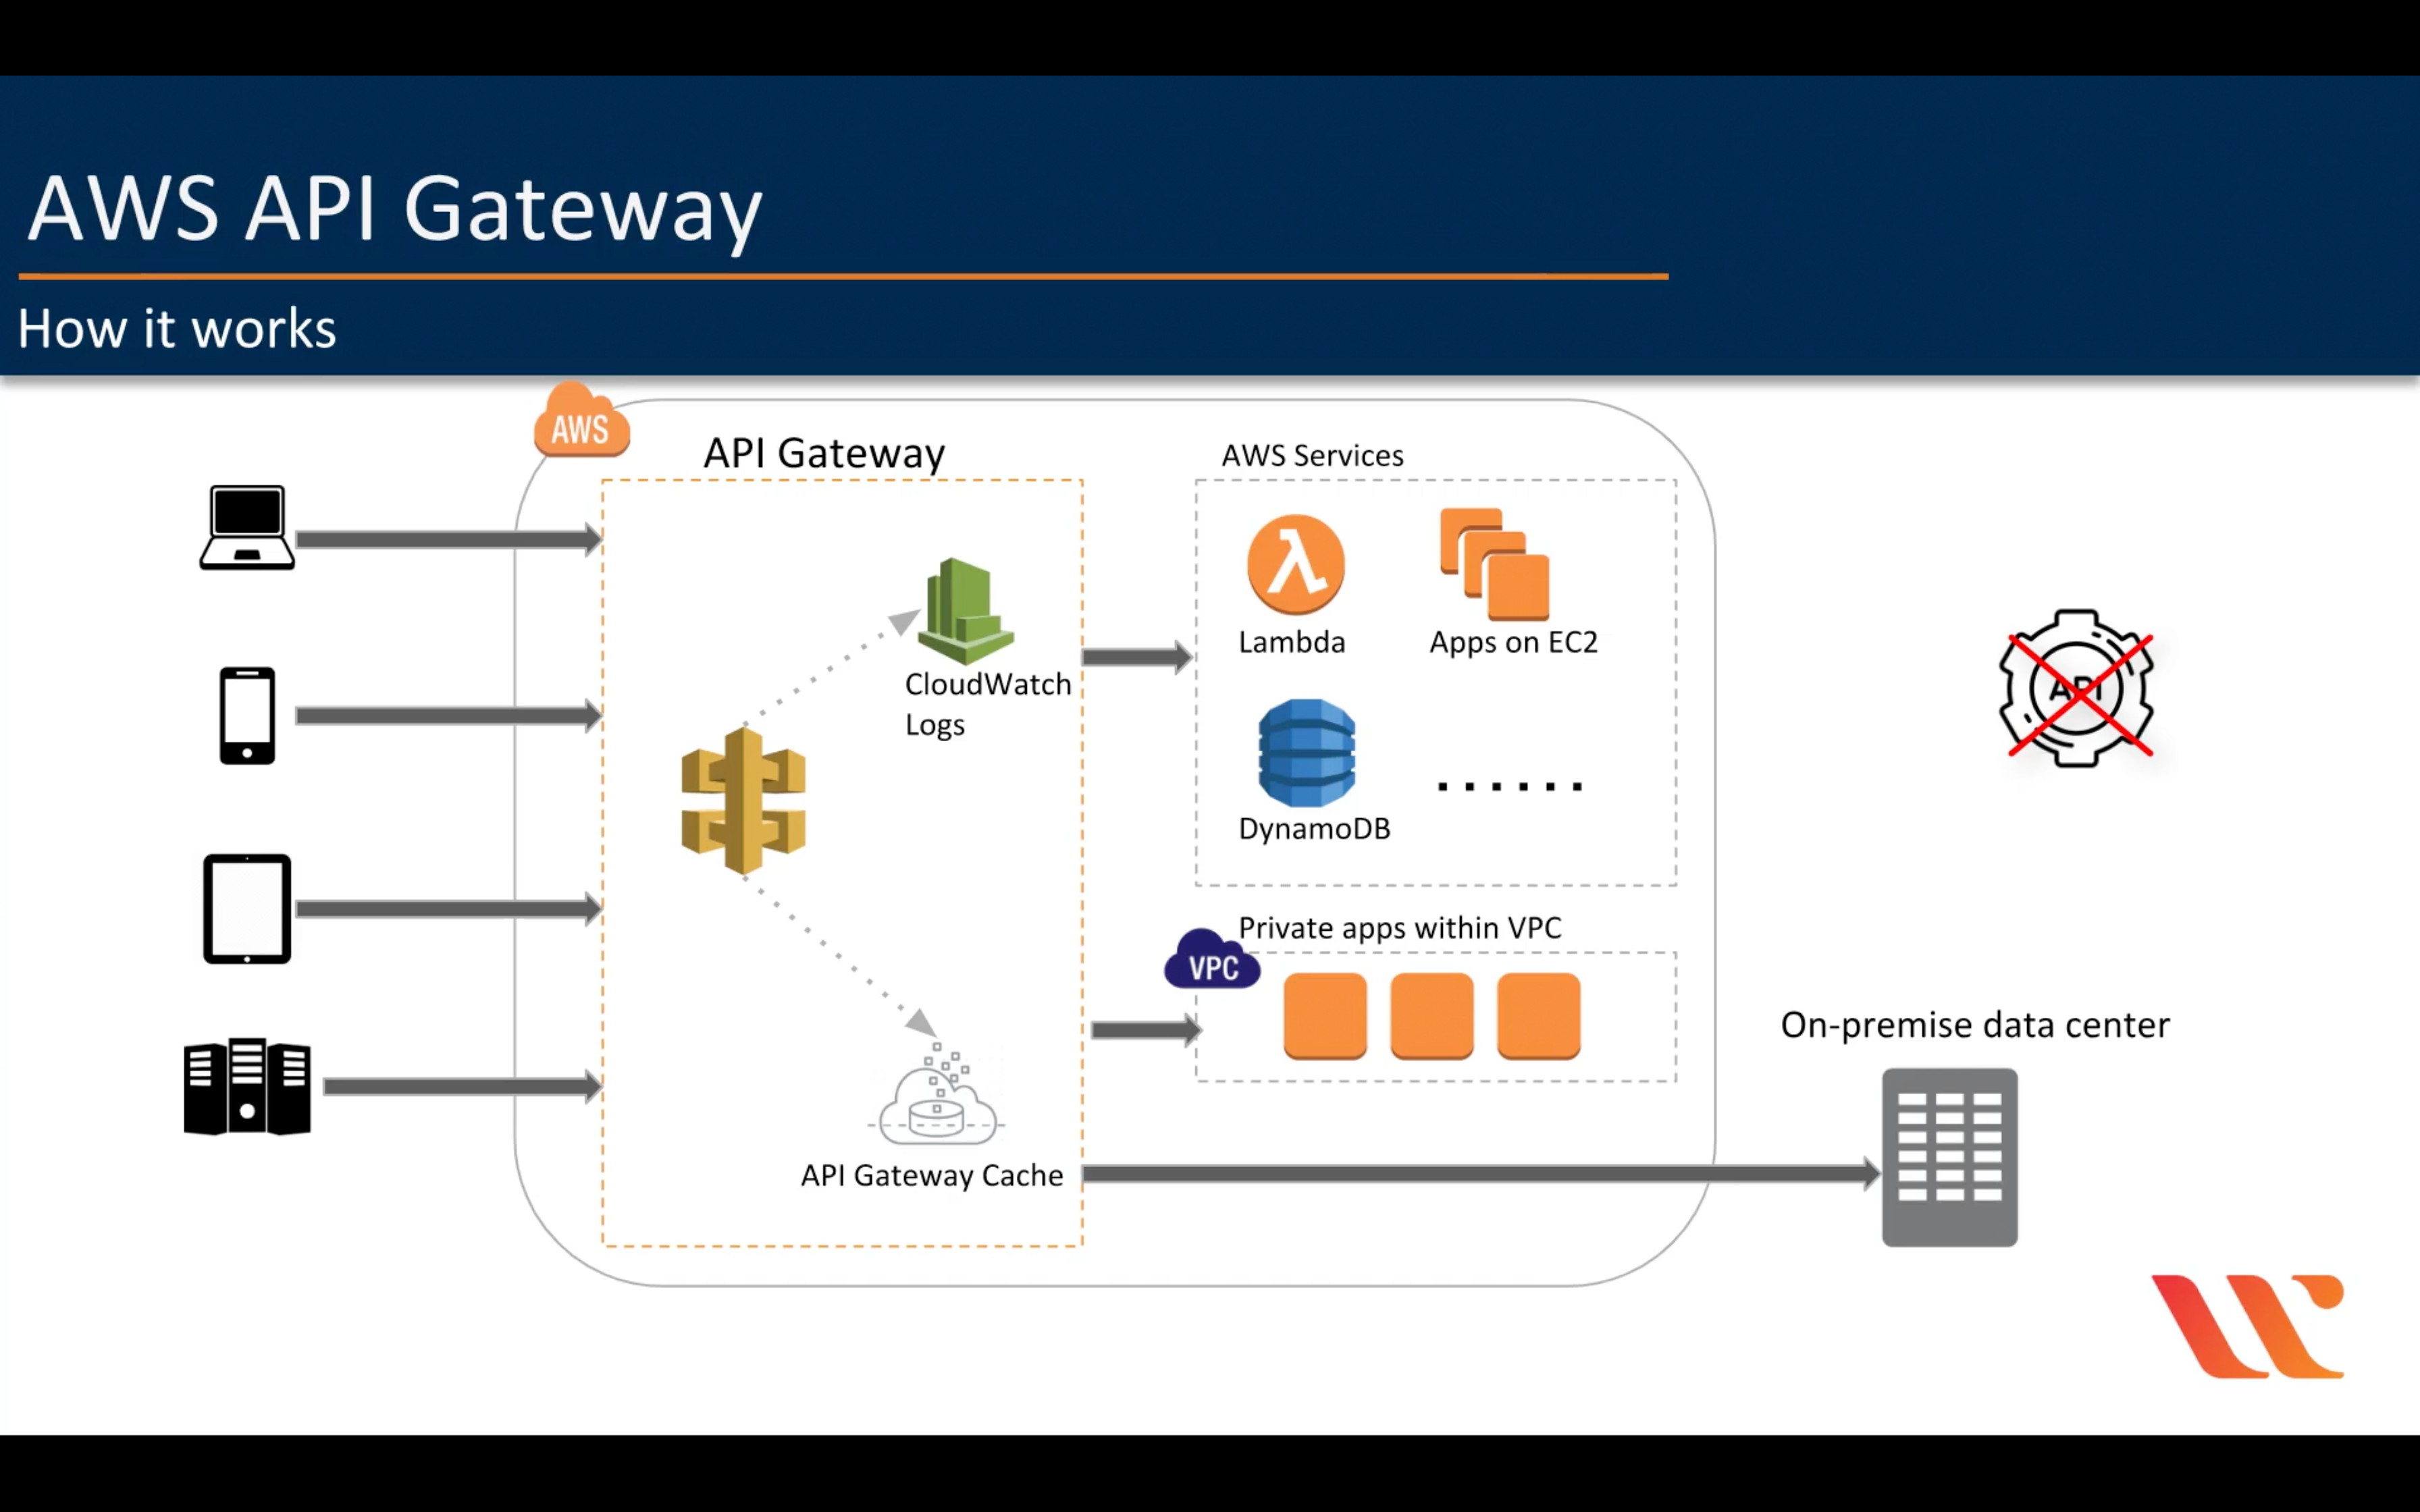 AWS API Gateway
How it works
AWS
API Gateway
AWS Services
Lambda
Apps on EC2
CloudWatch
Logs
DynamoDB
......
API
Private apps within VPC
VPC
On-premise data center
API Gateway Cache